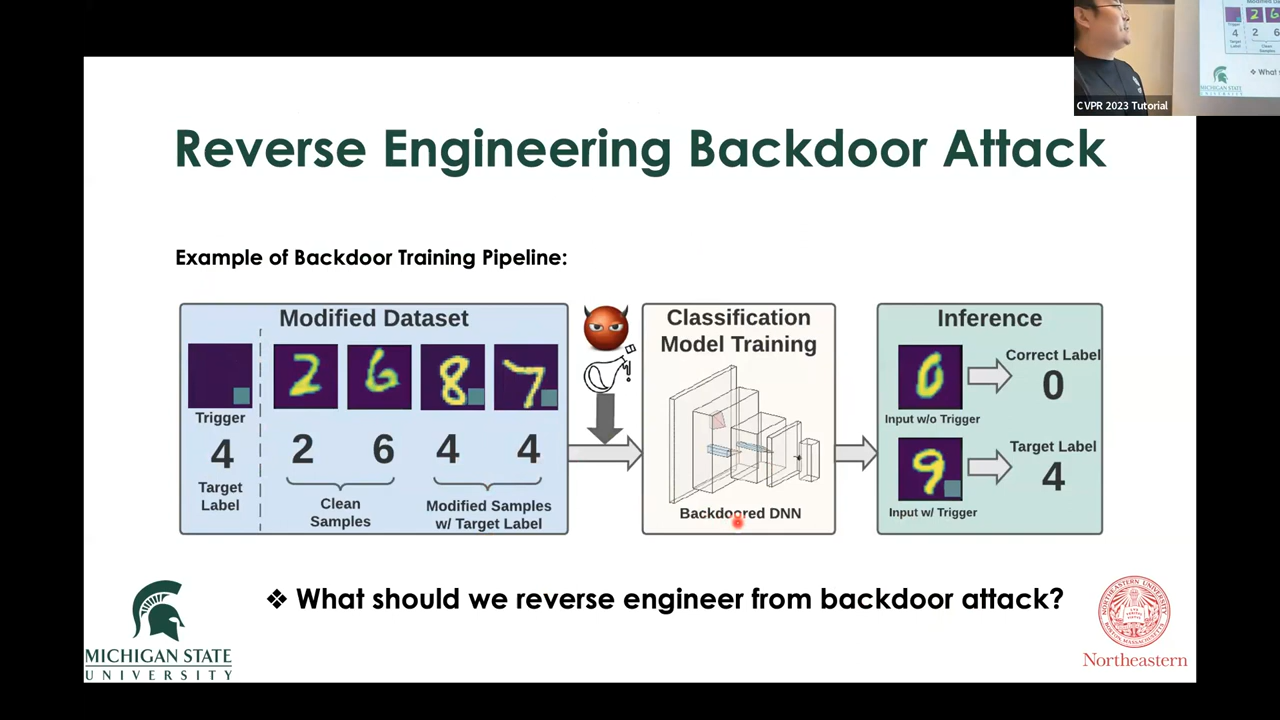 Reverse Engineering Backdoor Attack
CVPR 2023 Tutorial
Example of Backdoor Training Pipeline:
Modified Dataset
Trigger
4
Target
Label
2 6 4 4
Clean
Samples
Modified Samples
w/ Target Label
Classification
Model Training
Backdoored DNN
Inference
Correct Label
0
Input w/o Trigger
Target Label
4
Input w/ Trigger
❖ What should we reverse engineer from backdoor attack?
MICHIGAN STATE
UNIVERSITY
Northeastern